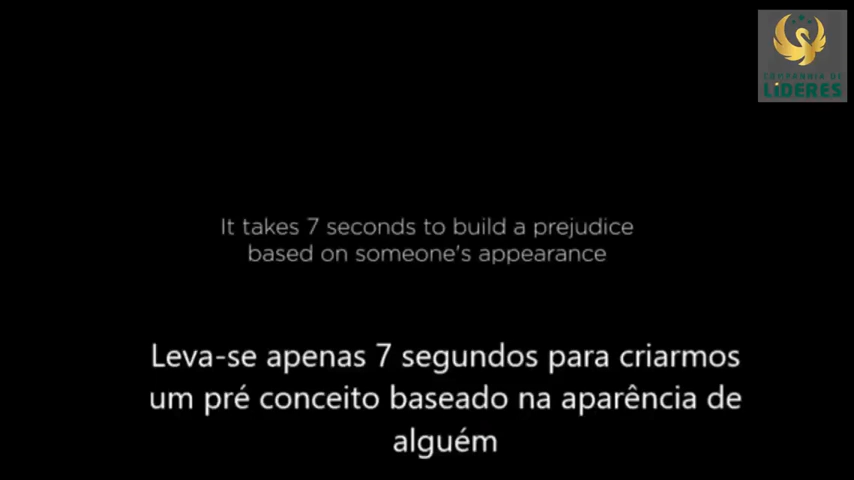 COMPANHIA DE
LÍDERES
It takes 7 seconds to build a prejudice
based on someone's appearance
Leva-se apenas 7 segundos para criarmos
um pré conceito baseado na aparência de
alguém